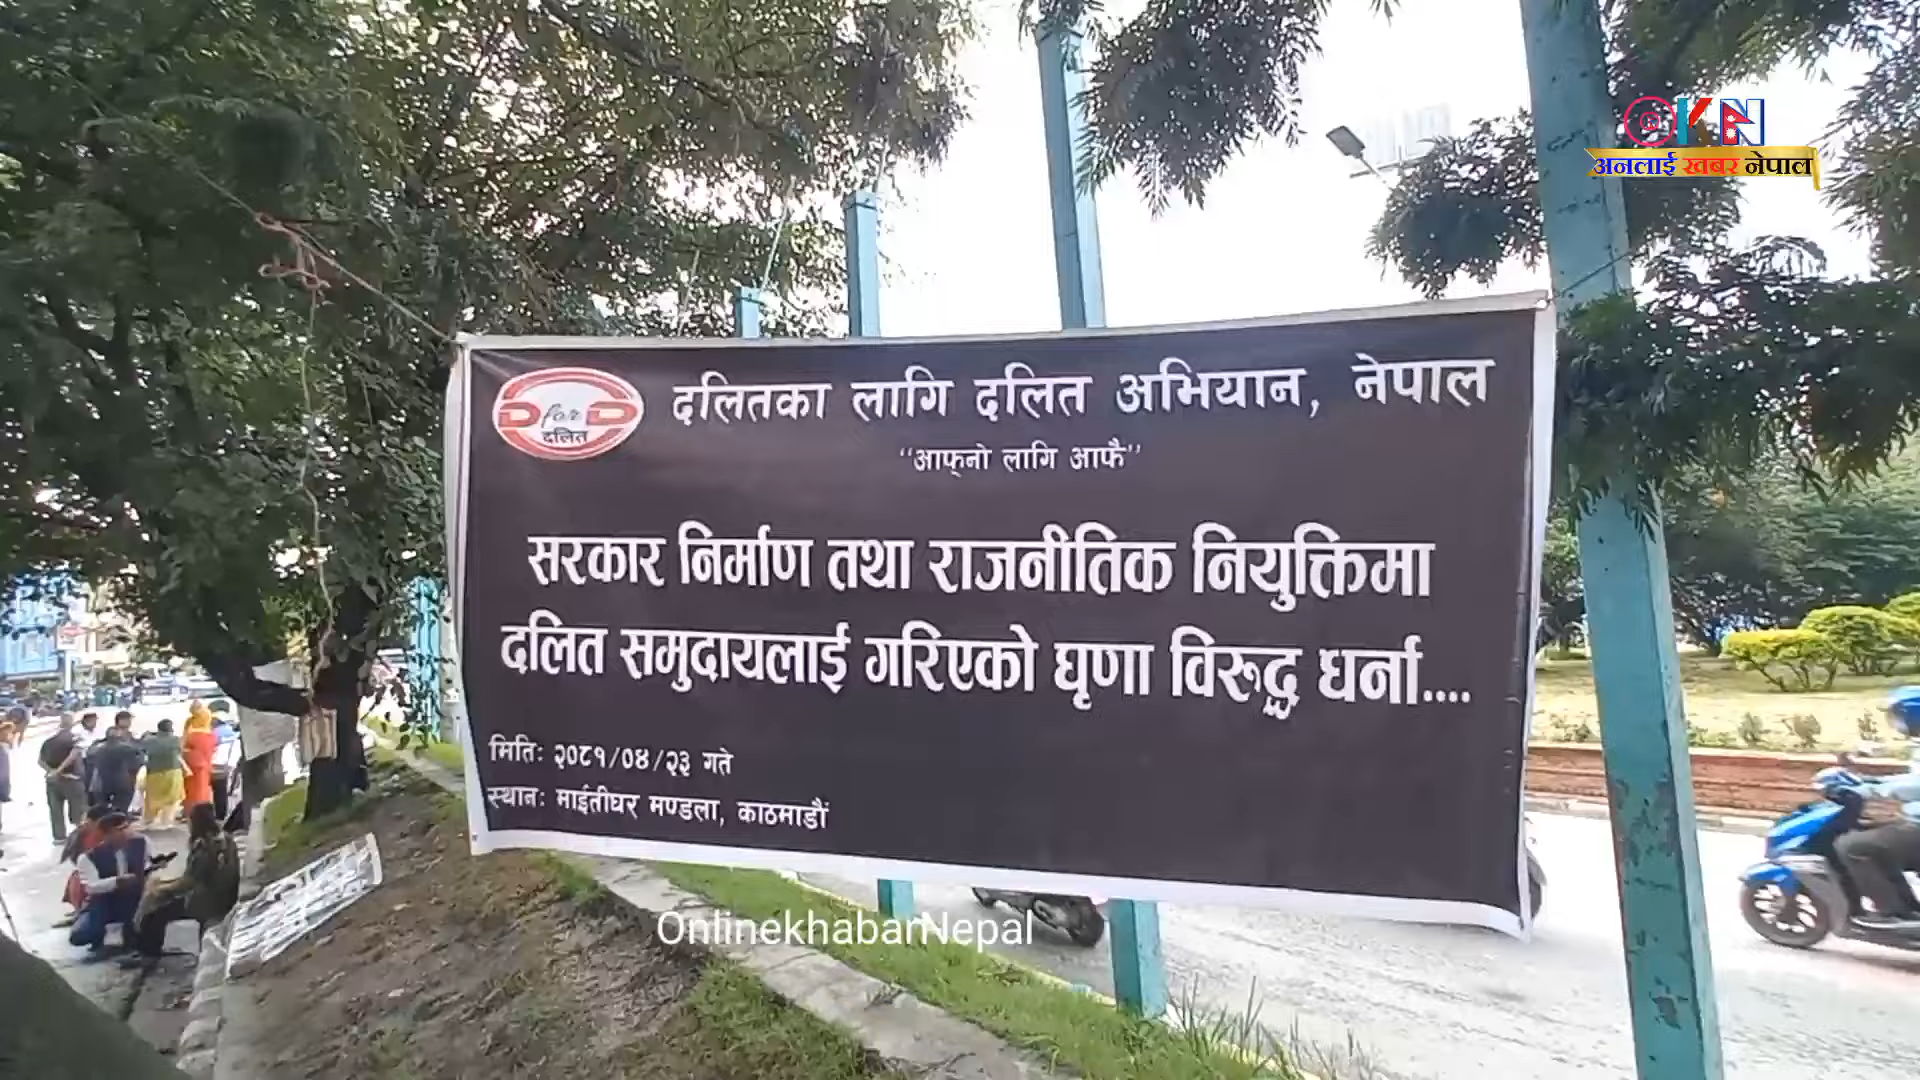 OKN
अनलाई खबर नेपाल
D for D
दलित
दलितका लागि दलित अभियान, नेपाल
“आफ्नो लागि आफै”
सरकार निर्माण तथा राजनीतिक नियुक्तिमा
दलित समुदायलाई गरिएको घृणा विरूद्ध धर्ना....
मिति: २०८१/०४/२३ गते
स्थान: माईतीघर मण्डला, काठमाडौं
OnlinekhabarNepal